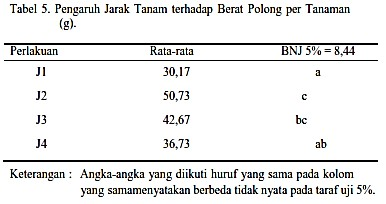 Tabel 5. Pengaruh Jarak Tanam terhadap Berat Polong per Tanaman
(g).
Perlakuan Rata-rata BNJ 5% = 8,44
J1 30,17 a
J2 50,73 c
J3 42,67 bc
J4 36,73 ab
Keterangan : Angka-angka yang diikuti huruf yang sama pada kolom
yang samamenyatakan berbeda tidak nyata pada taraf uji 5%.